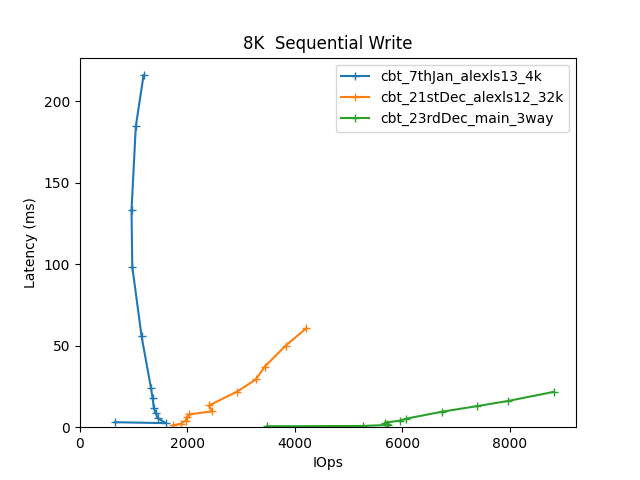 8K  Sequential Write
cbt_7thJan_alexls13_4k
cbt_21stDec_alexls12_32k
cbt_23rdDec_main_3way
Latency (ms)
200
150
100
50
0
0 2000 4000 6000 8000
IOps